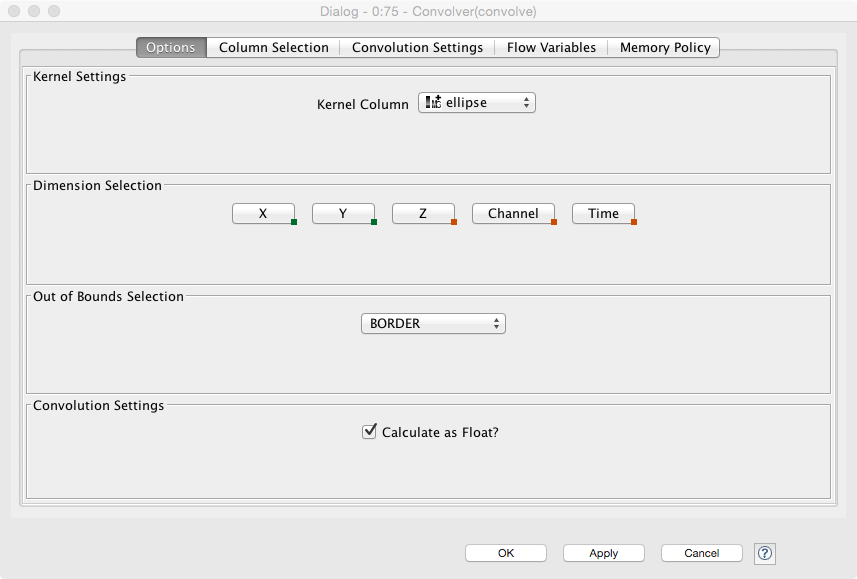 Dialog - 0:75 - Convolver(convolve)
Options Column Selection Convolution Settings Flow Variables Memory Policy
Kernel Settings
Kernel Column ellipse
Dimension Selection
X Y Z Channel Time
Out of Bounds Selection
BORDER
Convolution Settings
Calculate as Float?
OK Apply Cancel ?